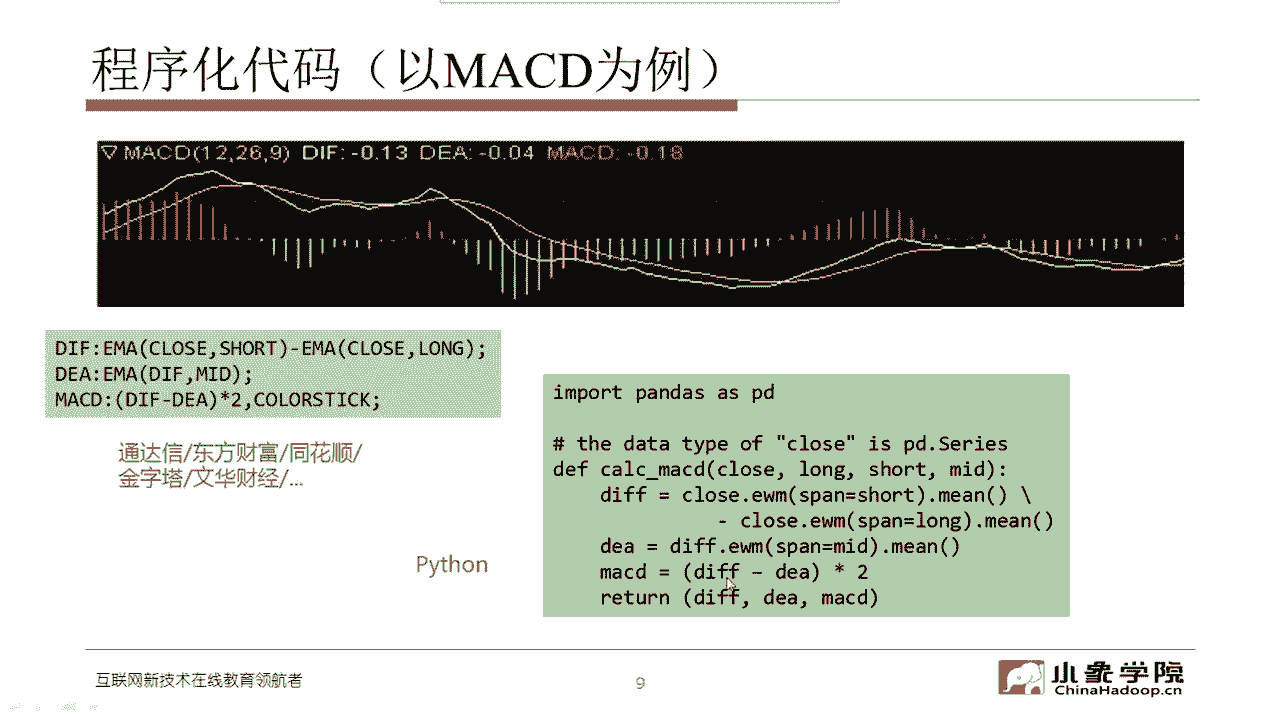 程序化代码（以MACD为例）
▽ MACD(12,26,9) DIF: -0.13 DEA: -0.04 MACD: -0.18
DIF:EMA(CLOSE,SHORT)-EMA(CLOSE,LONG);
DEA:EMA(DIF,MID);
MACD:(DIF-DEA)*2,COLORSTICK;
通达信/东方财富/同花顺/
金字塔/文华财经/...
Python
import pandas as pd
# the data type of "close" is pd.Series
def calc_macd(close, long, short, mid):
    diff = close.ewm(span=short).mean() \
              - close.ewm(span=long).mean()
    dea = diff.ewm(span=mid).mean()
    macd = (diff – dea) * 2
    return (diff, dea, macd)
互联网新技术在线教育领航者
9
小象学院
ChinaHadoop.cn